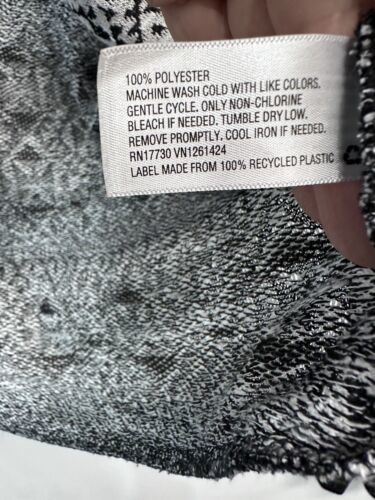 100% POLYESTER
MACHINE WASH COLD WITH LIKE COLORS.
GENTLE CYCLE. ONLY NON-CHLORINE
BLEACH IF NEEDED. TUMBLE DRY LOW.
REMOVE PROMPTLY. COOL IRON IF NEEDED.
RN17730 VN1261424
LABEL MADE FROM 100% RECYCLED PLASTIC